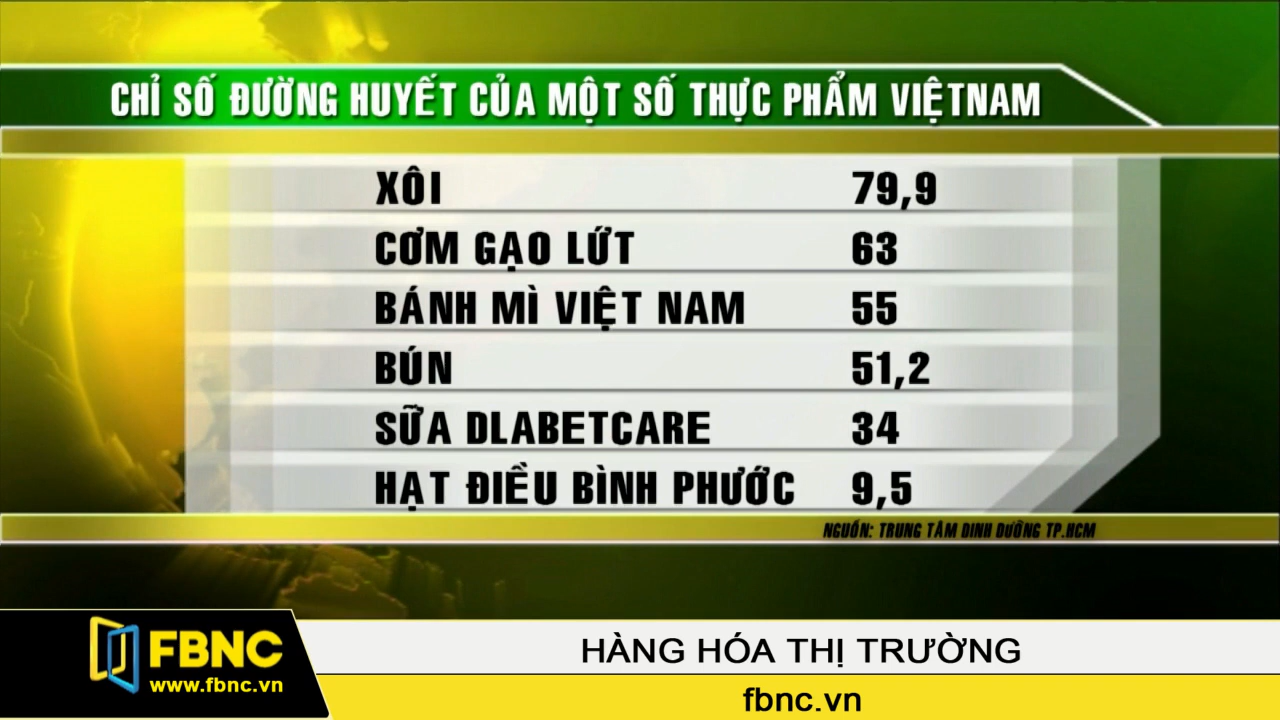 CHỈ SỐ ĐƯỜNG HUYẾT CỦA MỘT SỐ THỰC PHẨM VIỆTNAM
XÔI 79,9
CƠM GẠO LỨT 63
BÁNH MÌ VIỆT NAM 55
BÚN 51,2
SỮA DLABETCARE 34
HẠT ĐIỀU BÌNH PHƯỚC 9,5
NGUỒN: TRUNG TÂM DINH DƯỠNG TP.HCM
FBNC
www.fbnc.vn
HÀNG HÓA THỊ TRƯỜNG
fbnc.vn